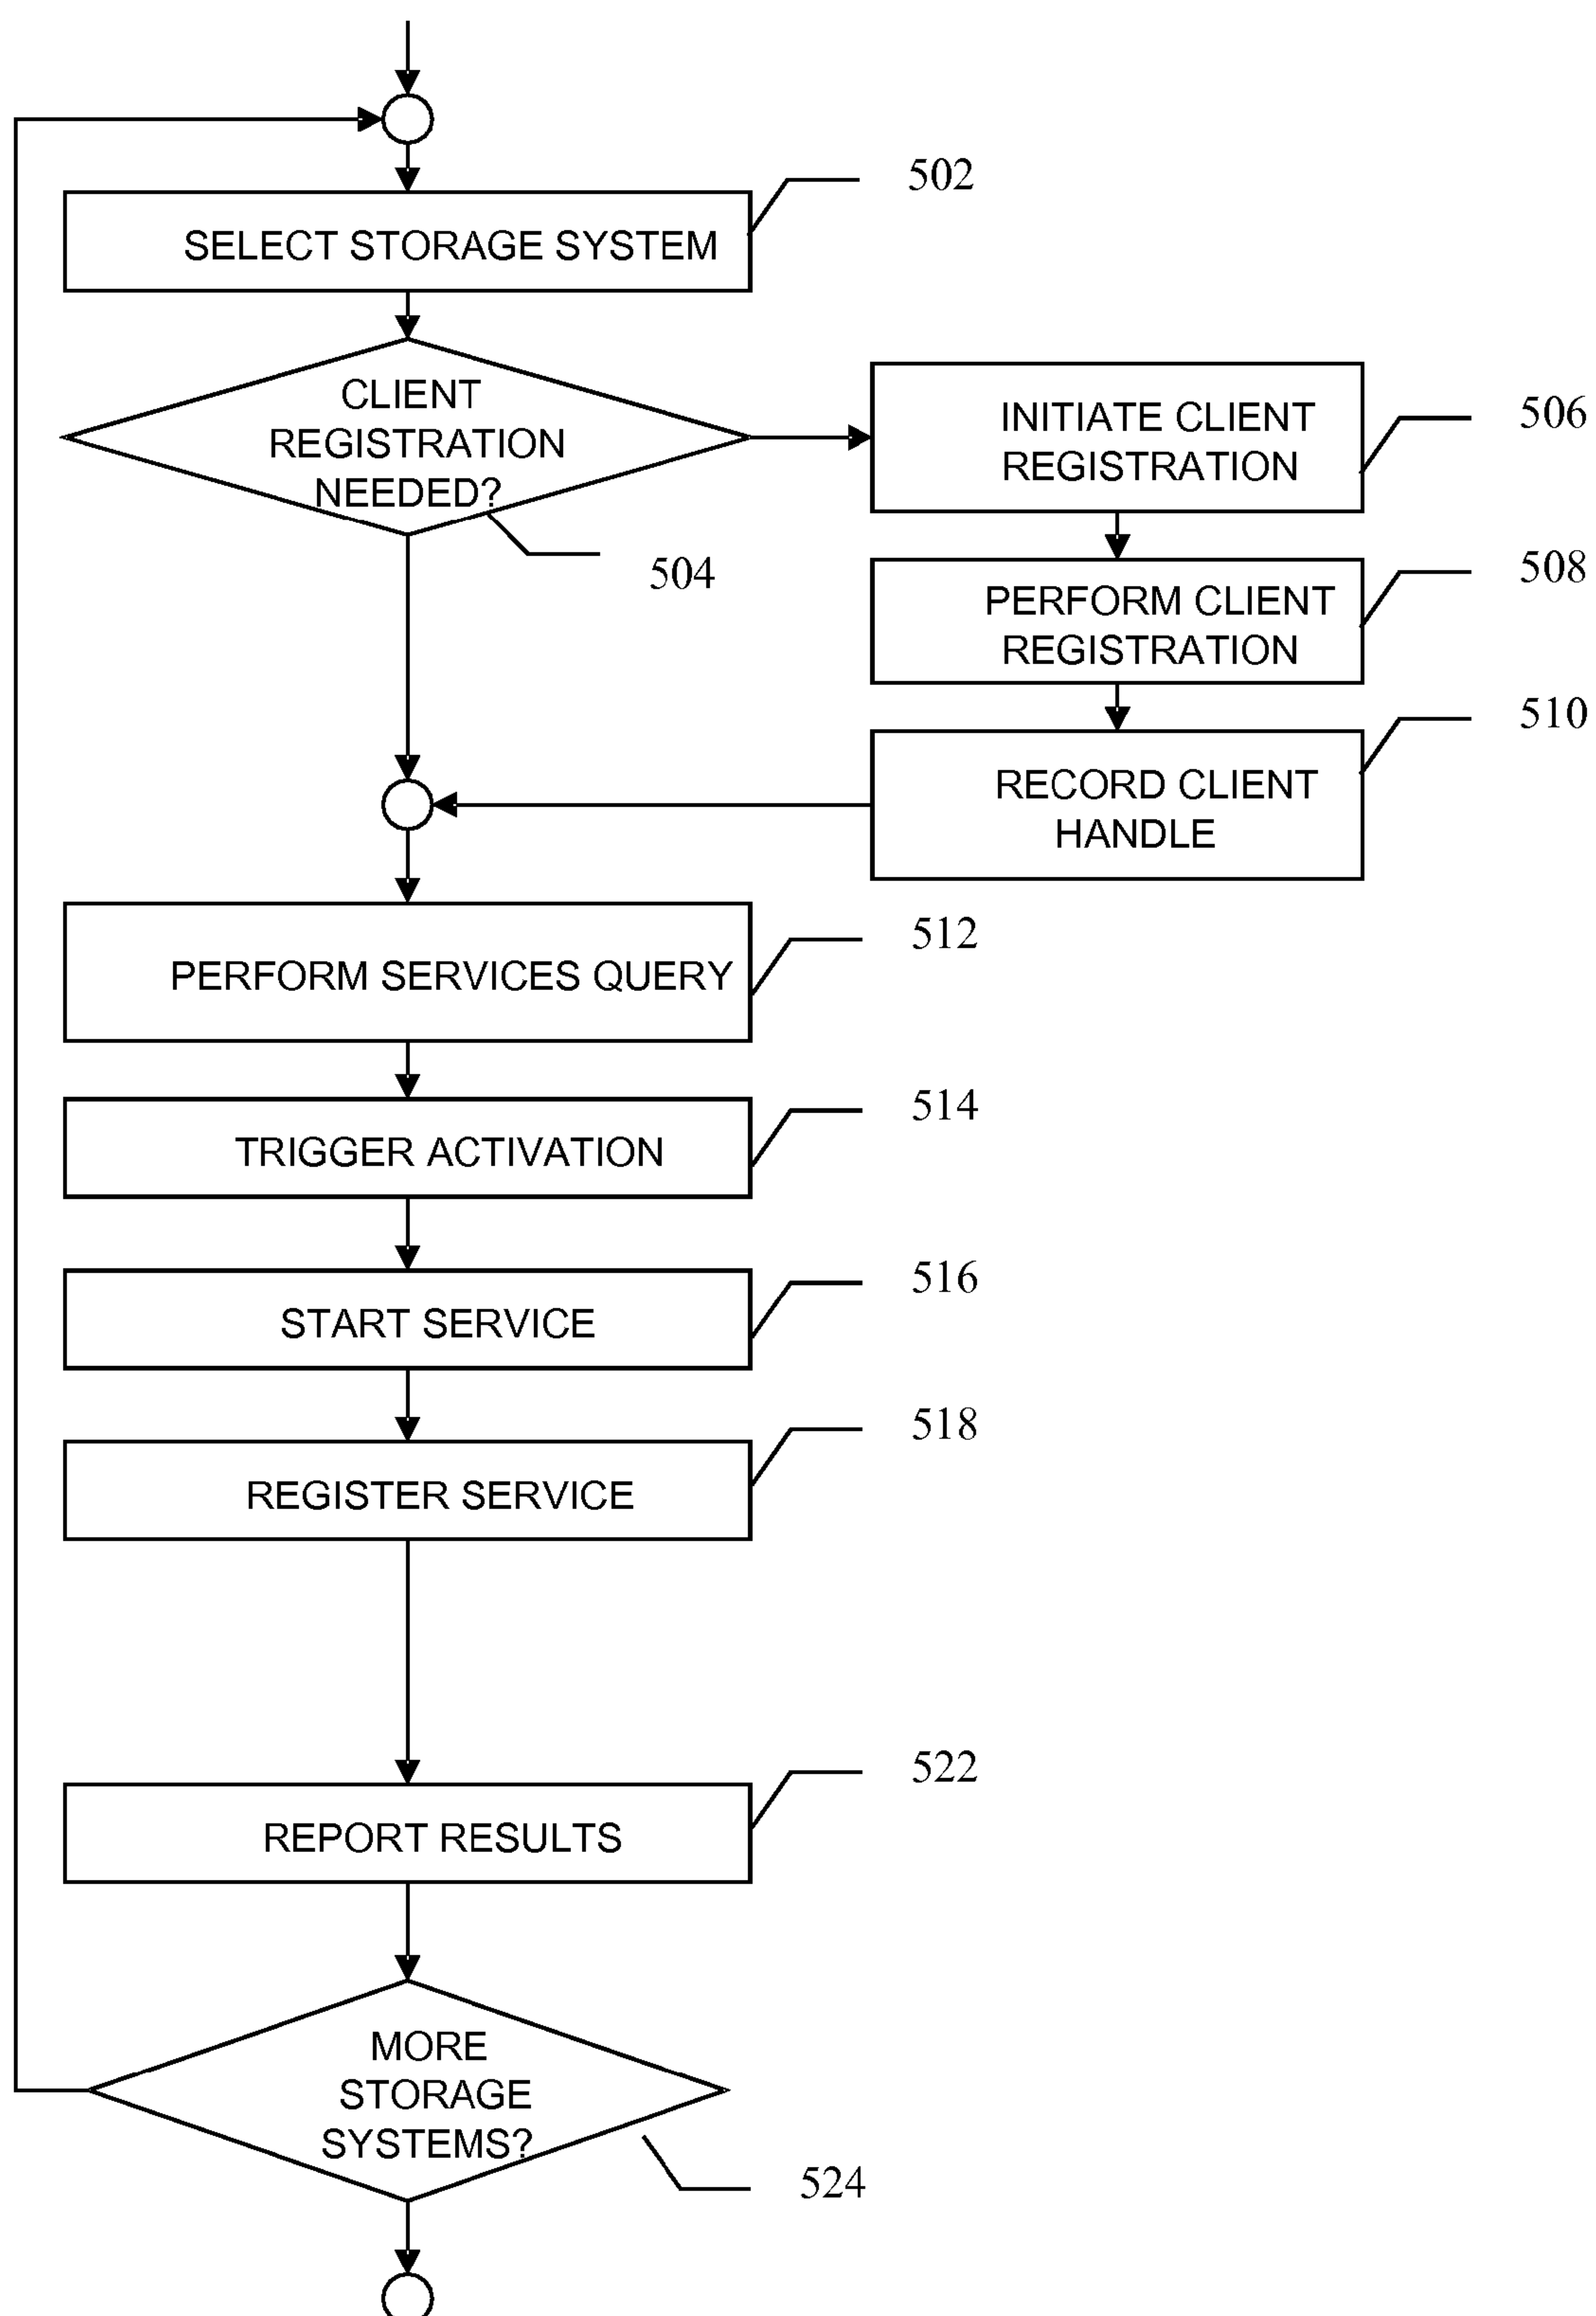 502
SELECT STORAGE SYSTEM
CLIENT
REGISTRATION
NEEDED?
504
INITIATE CLIENT
REGISTRATION
506
PERFORM CLIENT
REGISTRATION
508
RECORD CLIENT
HANDLE
510
PERFORM SERVICES QUERY
512
TRIGGER ACTIVATION
514
START SERVICE
516
REGISTER SERVICE
518
REPORT RESULTS
522
MORE
STORAGE
SYSTEMS?
524